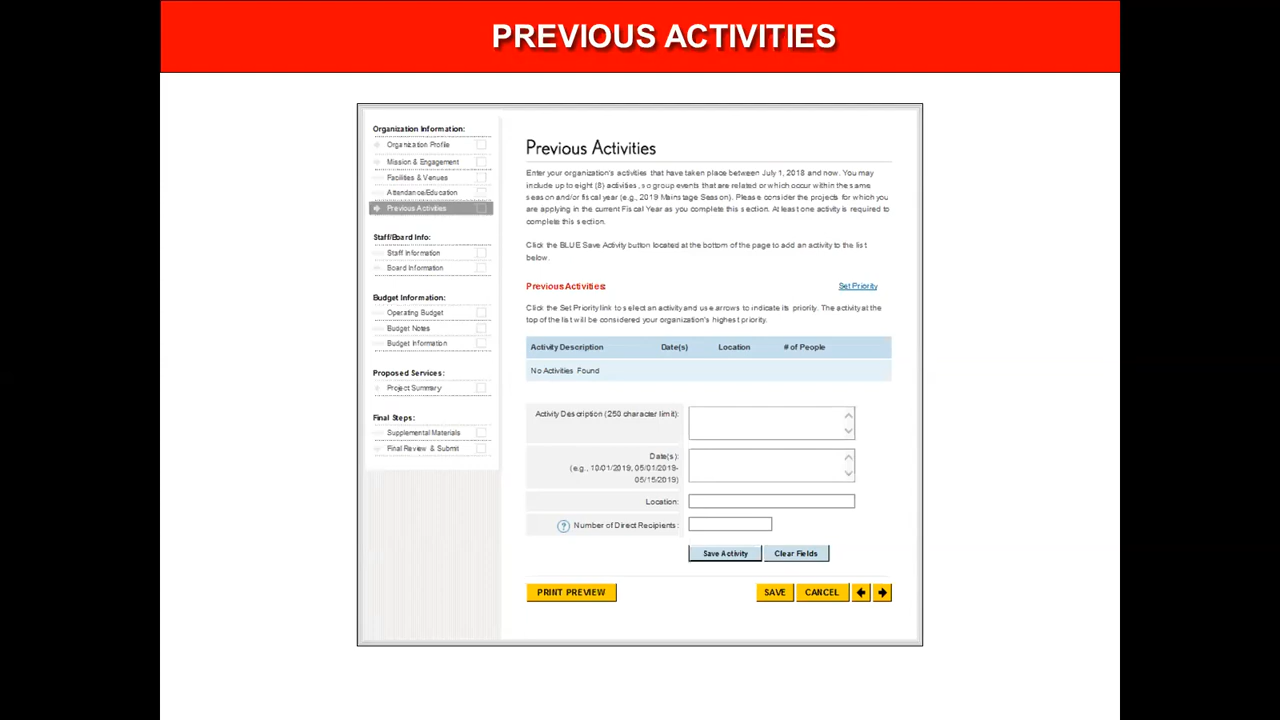 PREVIOUS ACTIVITIES
Organization Information:
Organization Profile
Mission & Engagement
Facilities & Venues
Attendance/Education
Previous Activities
Staff/Board Info:
Staff Information
Board Information
Budget Information:
Operating Budget
Budget Notes
Budget Information
Proposed Services:
Project Summary
Final Steps:
Supplemental Materials
Final Review & Submit
Previous Activities
Enter your organization's activities that have taken place between July 1, 2018 and now. You may
include up to eight (8) activities, so group events that are related or which occur within the same
season and/or fiscal year (e.g., 2019 Mainstage Season). Please consider the projects for which you
are applying in the current Fiscal Year as you complete this section. At least one activity is required to
complete this section.
Click the BLUE Save Activity button located at the bottom of the page to add an activity to the list
below.
Previous Activities:
Set Priority
Click the Set Priority link to select an activity and use arrows to indicate its priority. The activity at the
top of the list will be considered your organization's highest priority.
Activity Description Date(s) Location # of People
No Activities Found
Activity Description (250 character limit):
Date(s):
(e.g., 10/01/2019, 05/01/2019-
05/15/2019)
Location:
? Number of Direct Recipients:
Save Activity Clear Fields
PRINT PREVIEW SAVE CANCEL